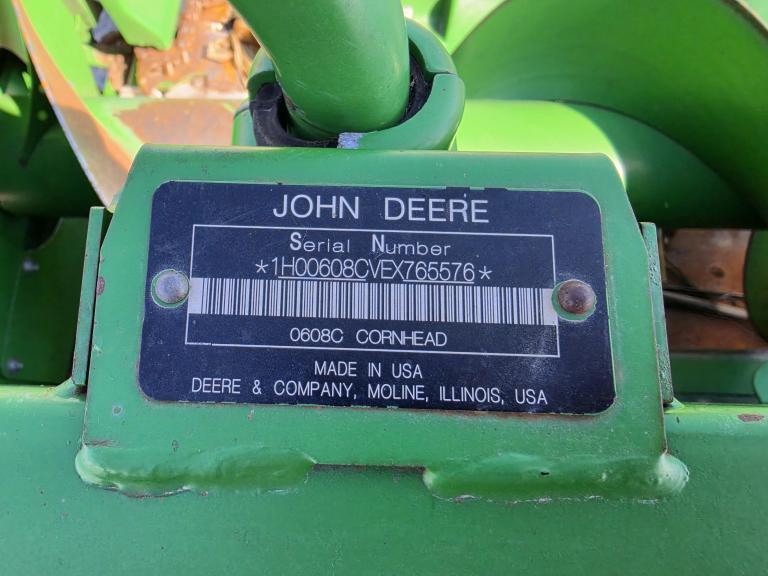 JOHN DEERE
Serial Number
*1H00608CVEX765576*
0608C CORNHEAD
MADE IN USA
DEERE & COMPANY, MOLINE, ILLINOIS, USA